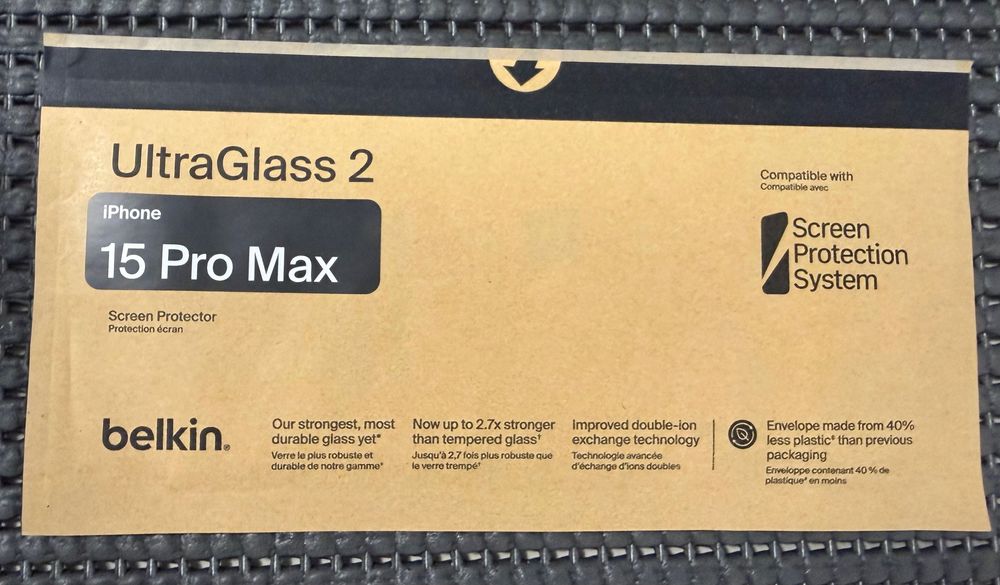 UltraGlass 2
iPhone
15 Pro Max
Screen Protector
Protection écran
Compatible with
Compatible avec
Screen
Protection
System
belkin®
Our strongest, most
durable glass yet*
Verre le plus robuste et
durable de notre gamme*
Now up to 2.7x stronger
than tempered glass†
Jusqu'à 2,7 fois plus robuste que
le verre trempé†
Improved double-ion
exchange technology
Technologie avancée
d'échange d'ions doubles
Envelope made from 40%
less plastic‡ than previous
packaging
Enveloppe contenant 40 % de
plastique‡ en moins